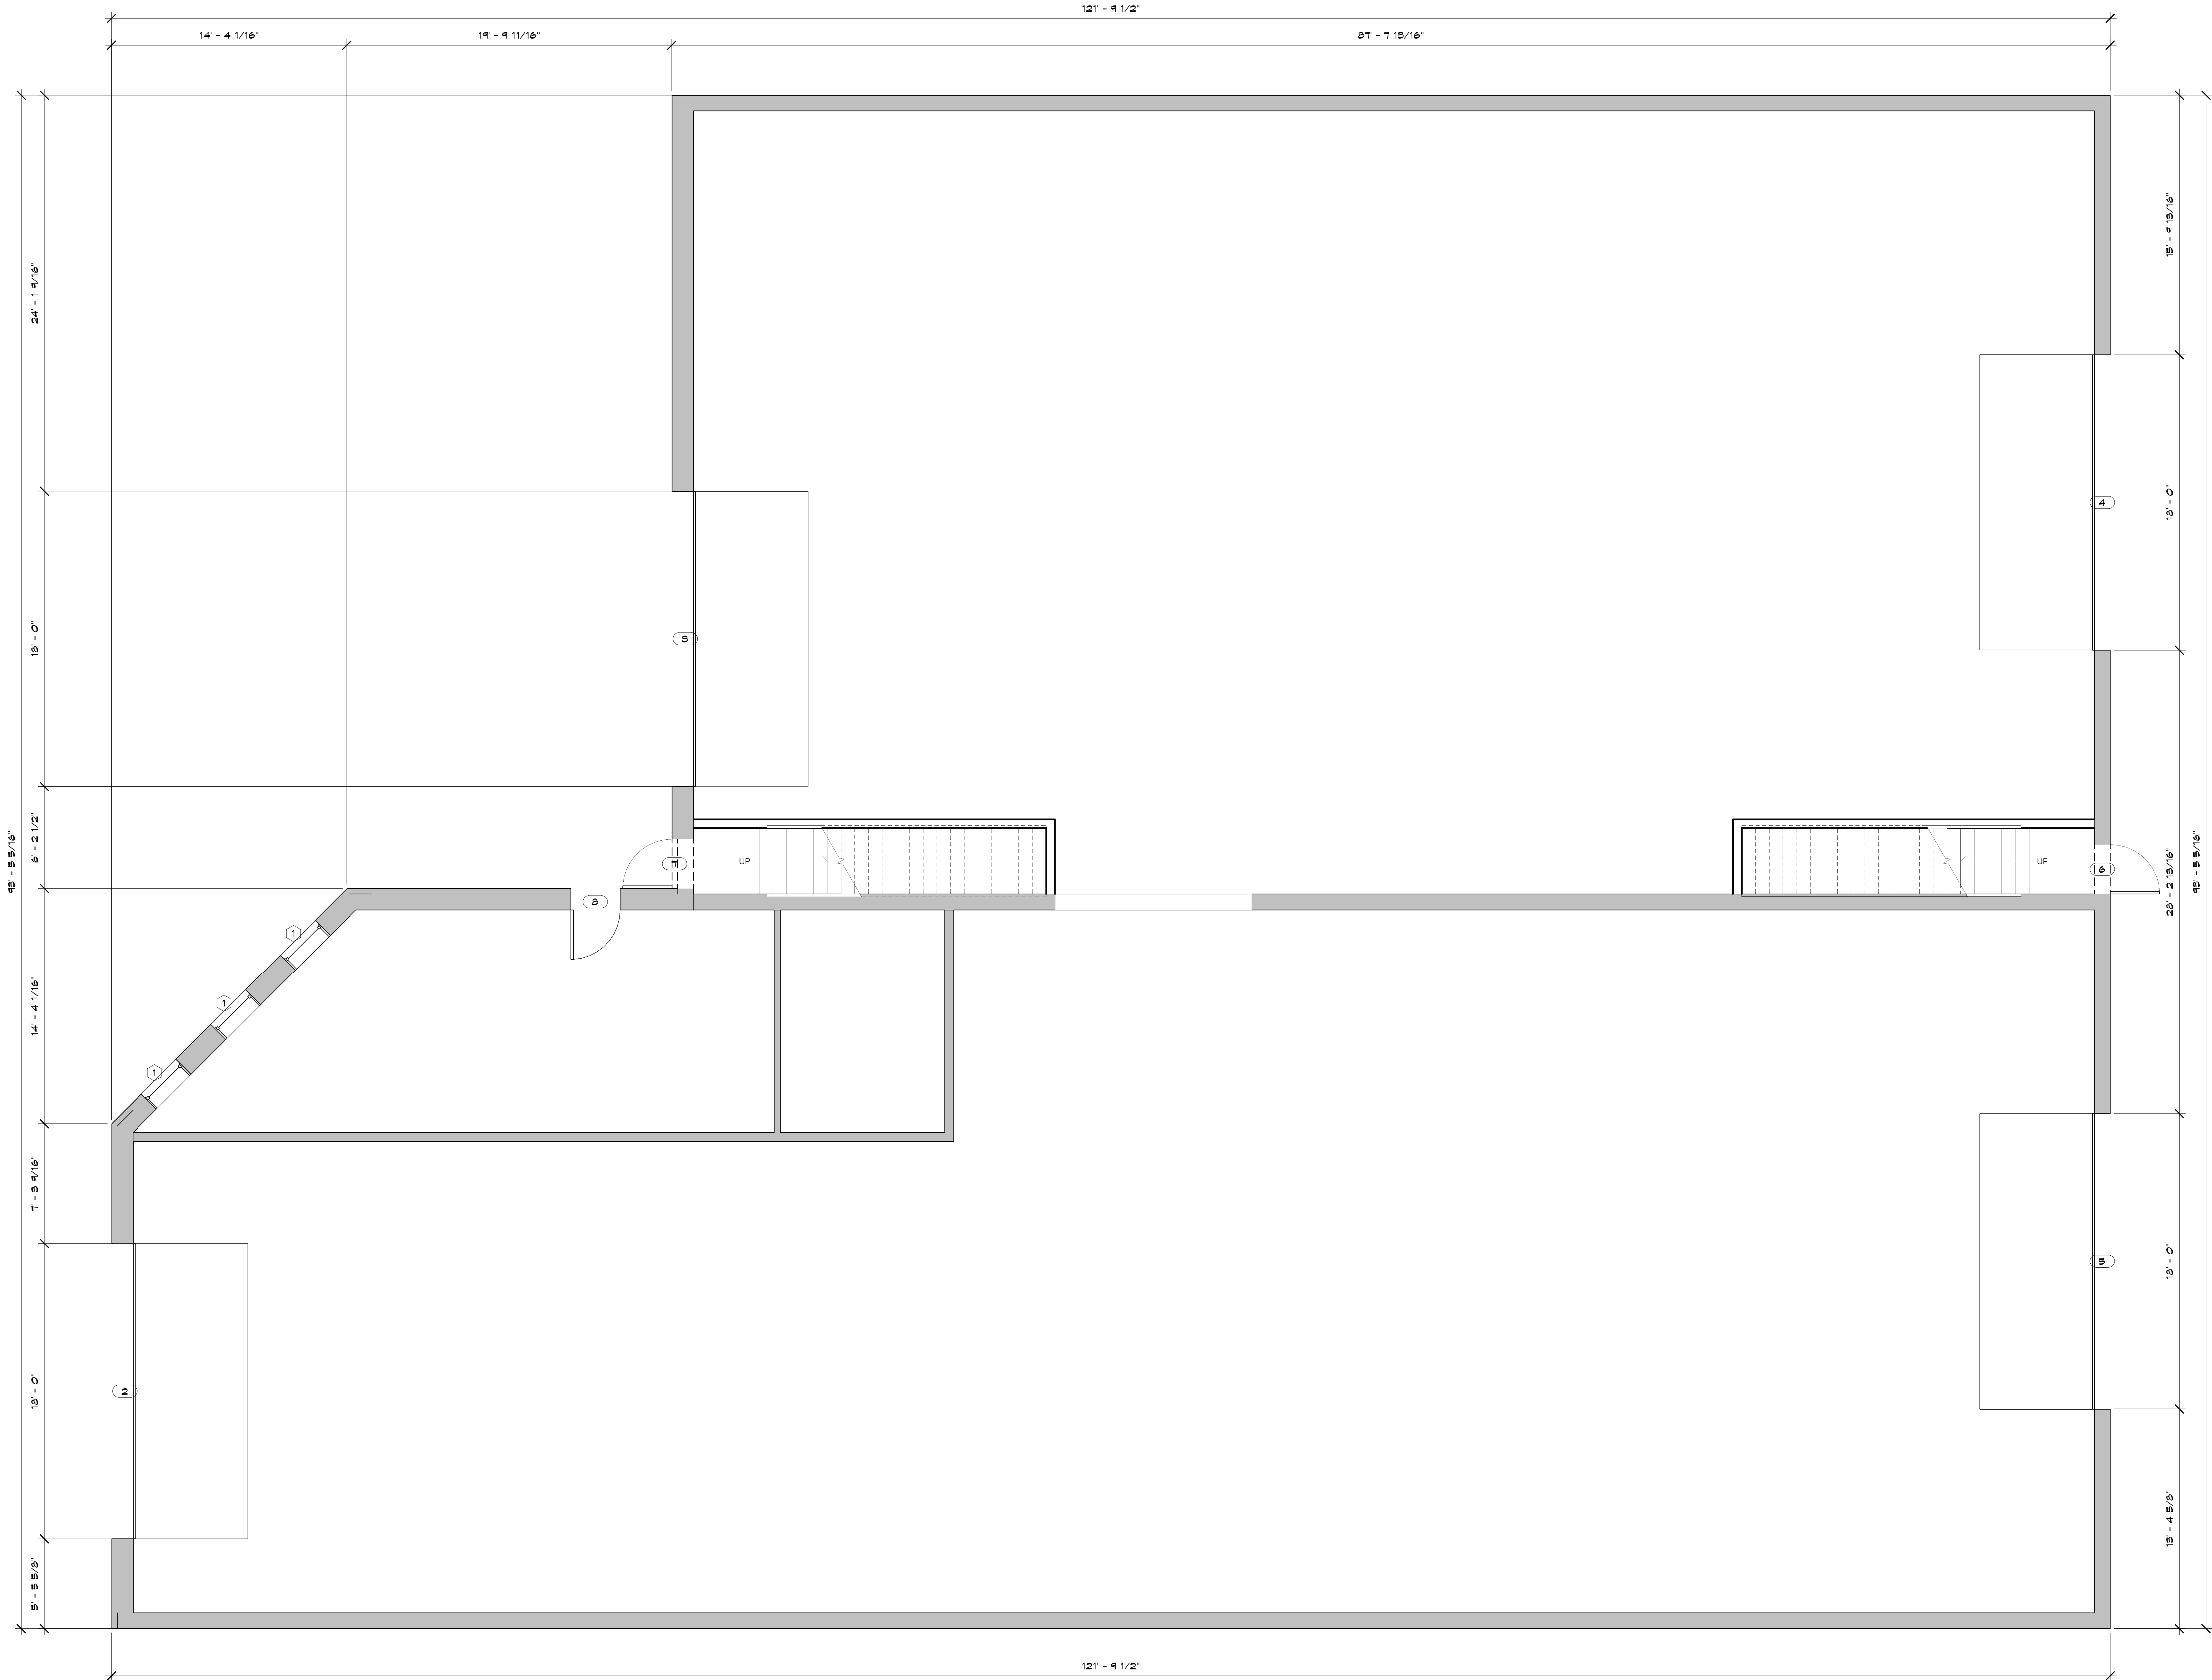 121' - 9 1/2"
14' - 4 1/16"
19' - 9 11/16"
87' - 7 13/16"
93' - 5 5/16"
24' - 1 9/16"
18' - 0"
6' - 2 1/2"
14' - 4 1/16"
7' - 3 9/16"
18' - 0"
5' - 5 5/8"
15' - 9 13/16"
18' - 0"
28' - 2 13/16"
18' - 0"
13' - 4 5/8"
93' - 5 5/16"
4
3
UP
7
UP
6
8
1
1
1
5
2
121' - 9 1/2"